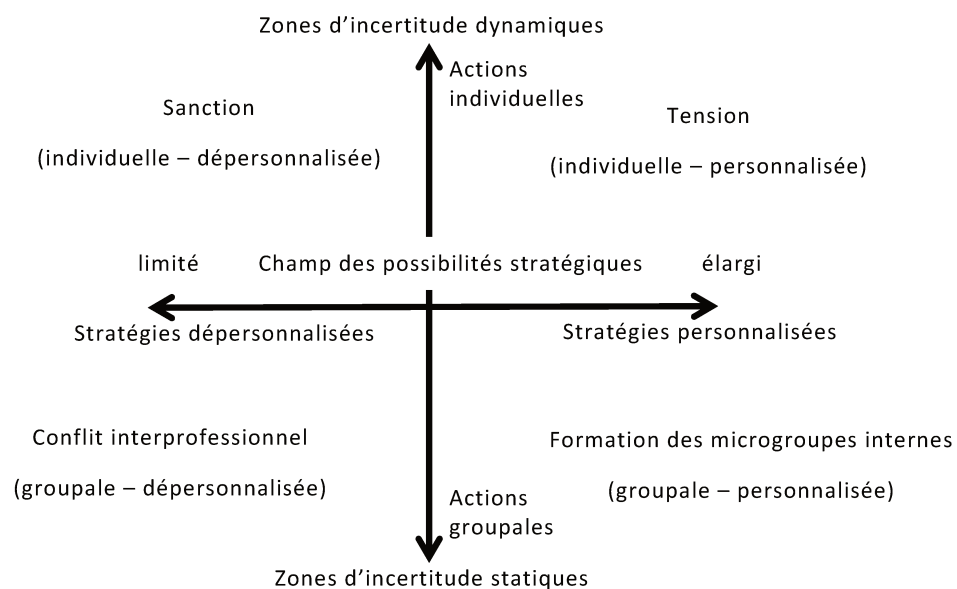 Zones d’incertitude dynamiques
Actions
individuelles
Sanction
(individuelle – dépersonnalisée)
Tension
(individuelle – personnalisée)
limité
Champ des possibilités stratégiques
élargi
Stratégies dépersonnalisées
Stratégies personnalisées
Conflit interprofessionnel
(groupale – dépersonnalisée)
Formation des microgroupes internes
(groupale – personnalisée)
Actions
groupales
Zones d’incertitude statiques